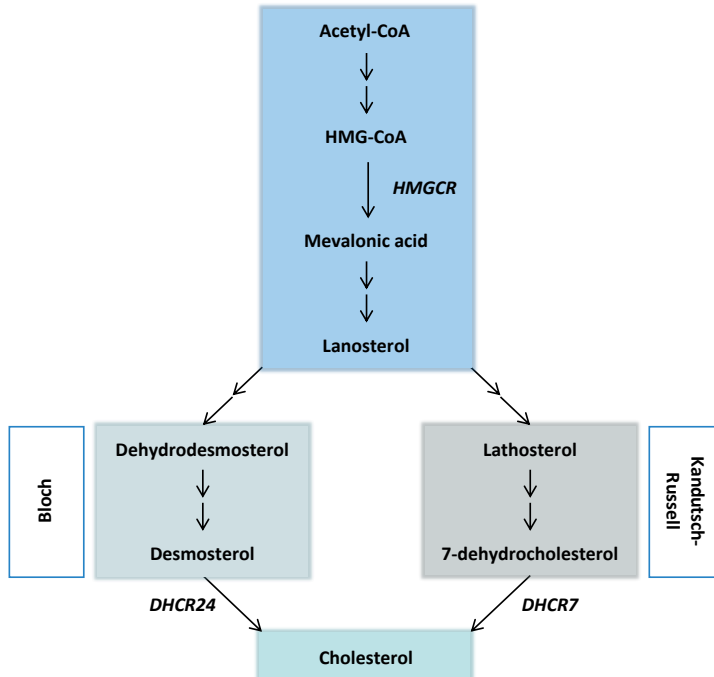 Acetyl-CoA
HMG-CoA
HMGCR
Mevalonic acid
Lanosterol
Bloch
Dehydrodesmosterol
Desmosterol
Lathosterol
7-dehydrocholesterol
Kandutsch-
Russell
DHCR24
DHCR7
Cholesterol